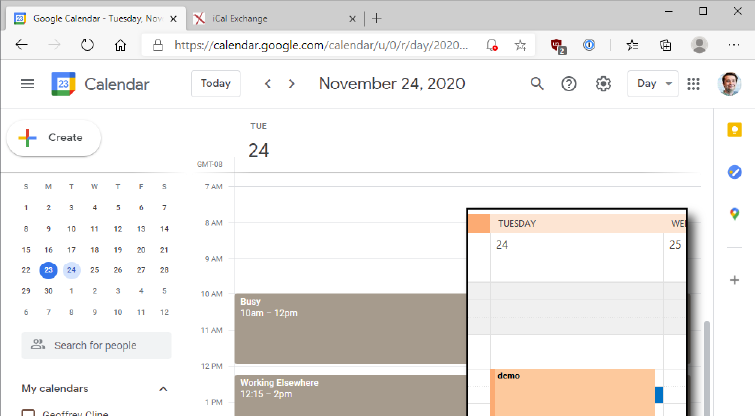 Google Calendar - Tuesday, Nov
iCal Exchange
https://calendar.google.com/calendar/u/0/r/day/2020...
2
23
Calendar
Today
November 24, 2020
Day
Create
TUE
24
GMT-08
S M T W T F S
1 2 3 4 5 6 7
8 9 10 11 12 13 14
15 16 17 18 19 20 21
22 23 24 25 26 27 28
29 30 1 2 3 4 5
6 7 8 9 10 11 12
Search for people
My calendars
Geoffrey Cline
7 AM
8 AM
9 AM
10 AM
11 AM
12 PM
1 PM
Busy
10am – 12pm
Working Elsewhere
12:15 – 2pm
TUESDAY
WE
24
25
demo